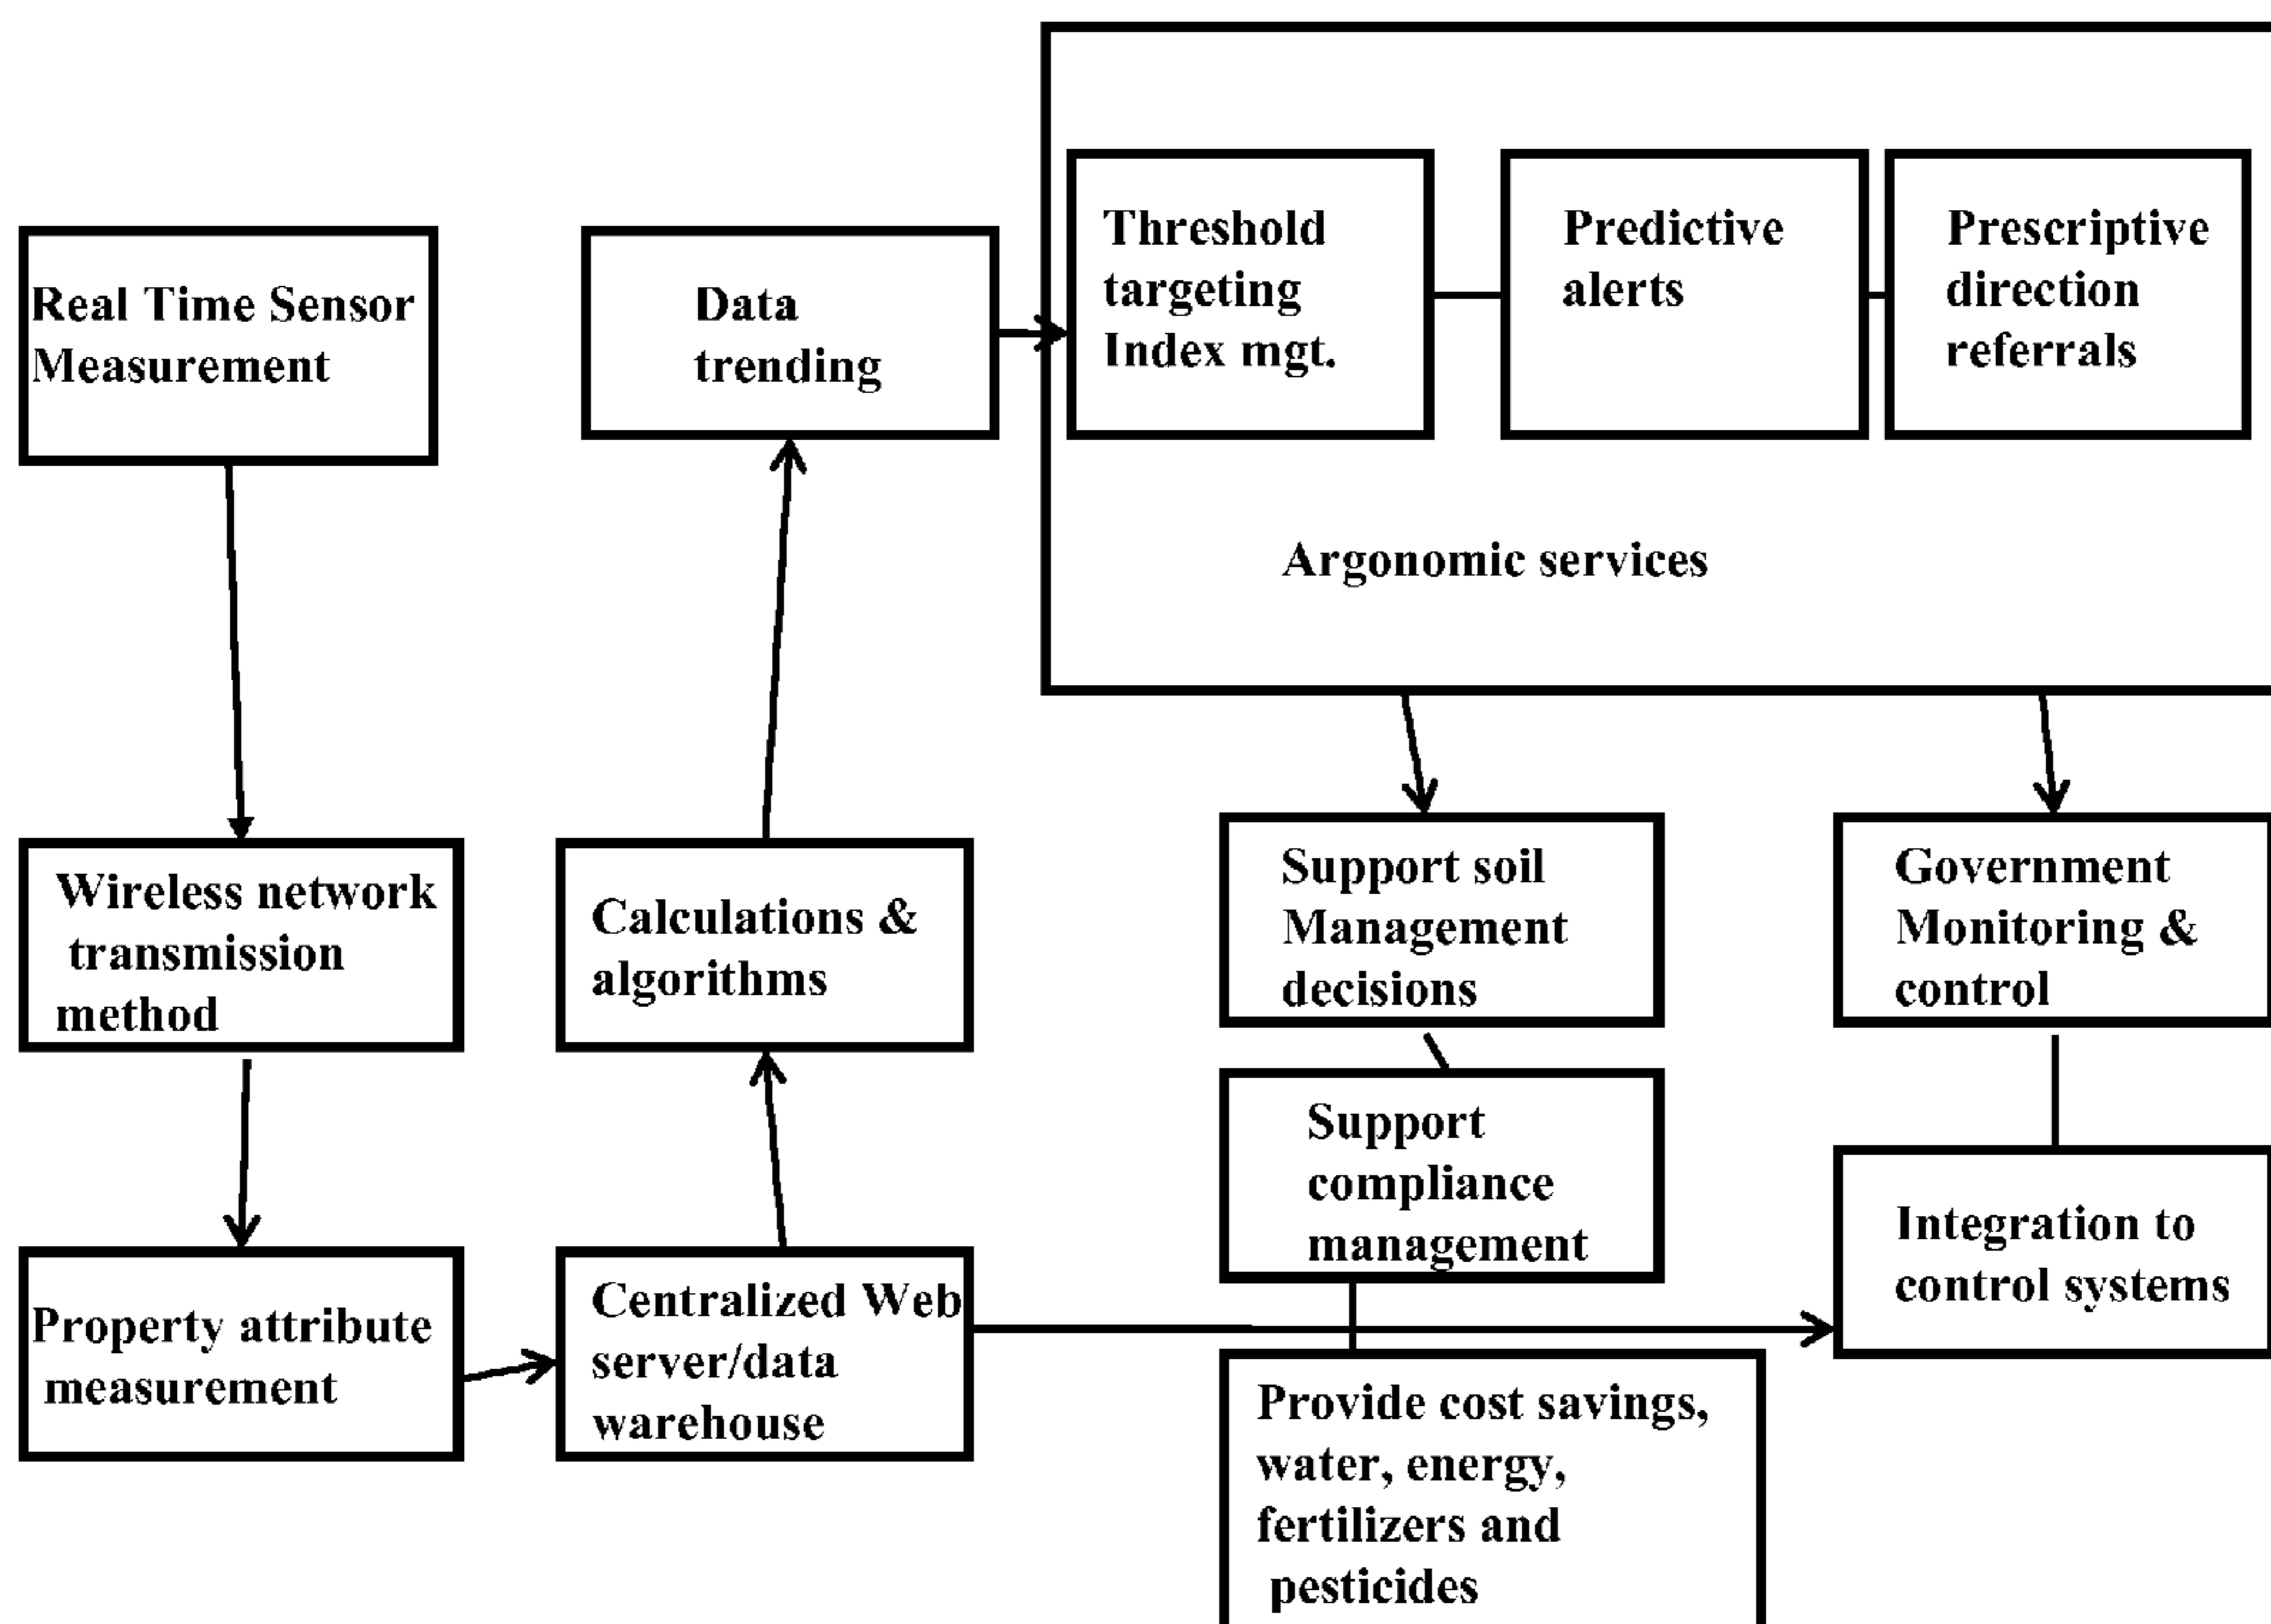 Real Time Sensor
Measurement
Data
trending
Threshold
targeting
Index mgt.
Predictive
alerts
Prescriptive
direction
referrals
Argonomic services
Wireless network
transmission
method
Calculations &
algorithms
Support soil
Management
decisions
Government
Monitoring &
control
Support
compliance
management
Property attribute
measurement
Centralized Web
server/data
warehouse
Integration to
control systems
Provide cost savings,
water, energy,
fertilizers and
pesticides